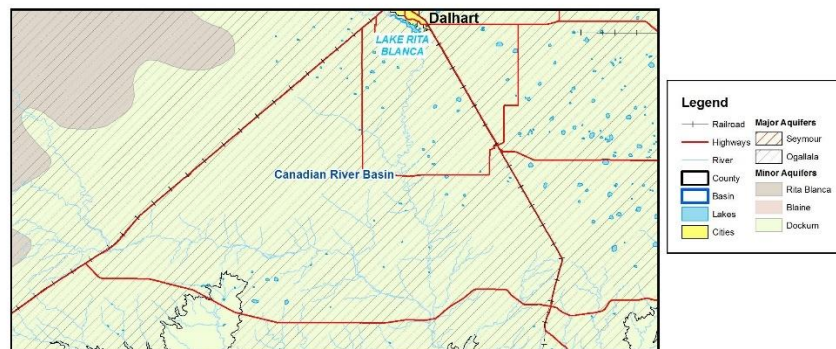 Dalhart
LAKE RITA
BLANCA
Canadian River Basin
Legend
Railroad
Highways
River
County
Basin
Lakes
Cities
Major Aquifers
Seymour
Ogallala
Minor Aquifers
Rita Blanca
Blaine
Dockum